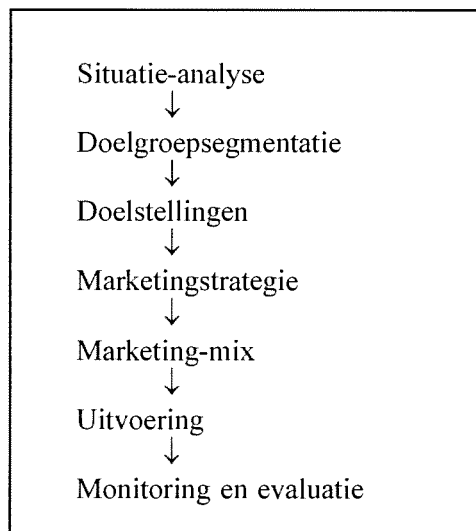 Situatie-analyse
↓
Doelgroepsegmentatie
↓
Doelstellingen
↓
Marketingstrategie
↓
Marketing-mix
↓
Uitvoering
↓
Monitoring en evaluatie